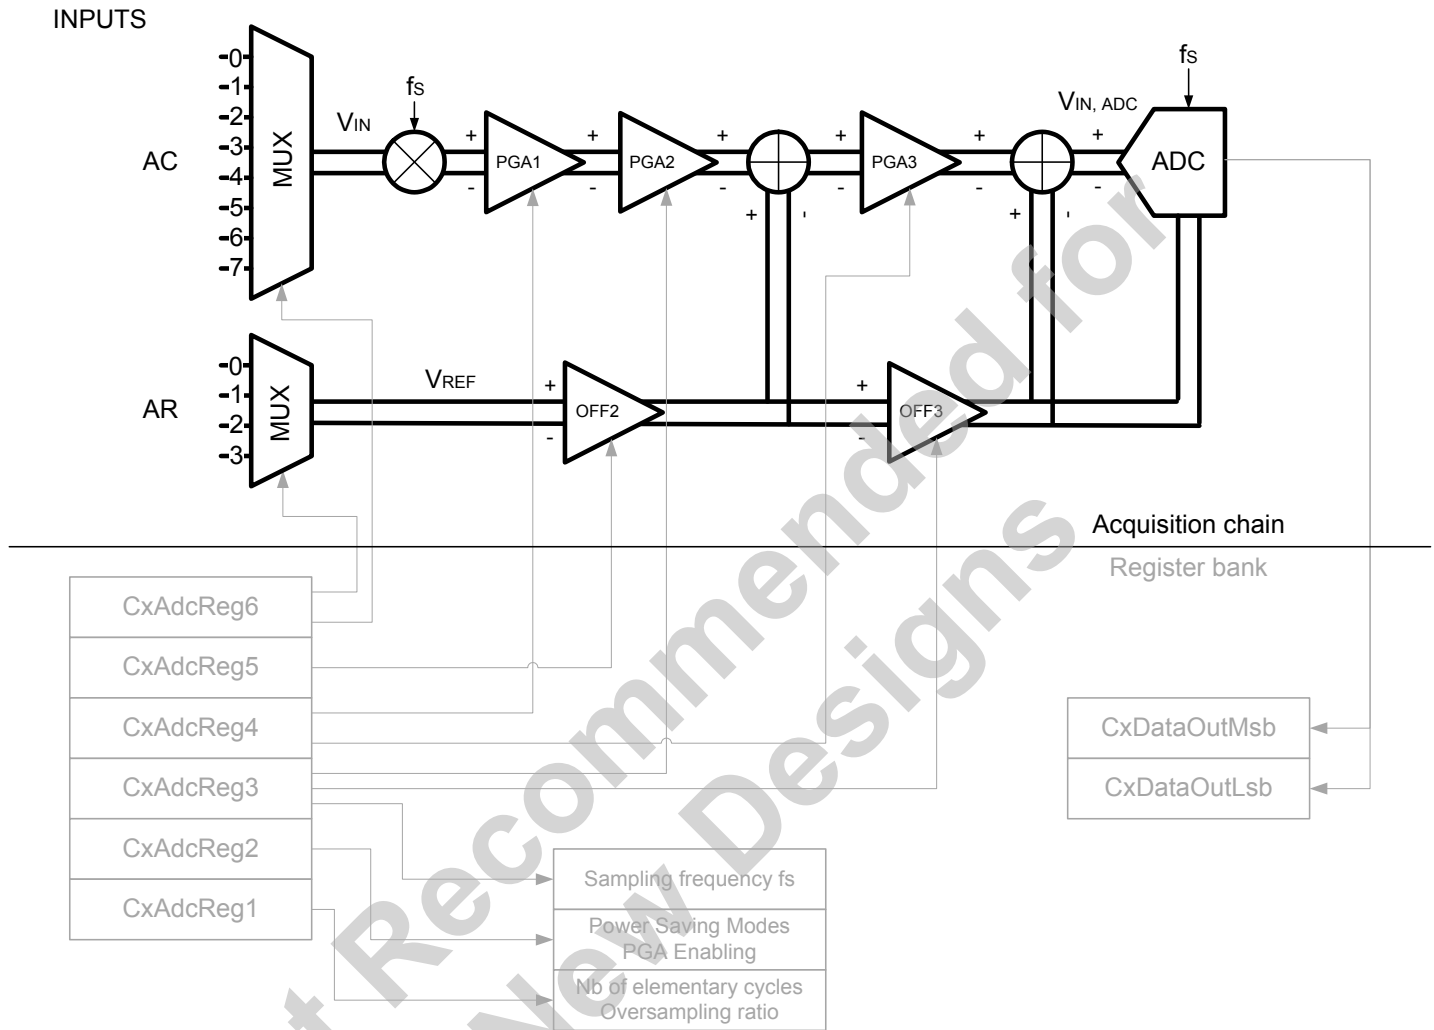 INPUTS
0
1
2
3
4
5
6
7
AC
MUX
VIN
fS
+
-
PGA1
+
-
PGA2
+
-
+
-
PGA3
+
-
VIN, ADC
+
-
fS
ADC
+
-
+
-
0
1
2
3
AR
MUX
VREF
+
-
OFF2
+
-
OFF3
Acquisition chain
Register bank
CxAdcReg6
CxAdcReg5
CxAdcReg4
CxAdcReg3
CxAdcReg2
CxAdcReg1
CxDataOutMsb
CxDataOutLsb
Sampling frequency fs
Power Saving Modes
PGA Enabling
Nb of elementary cycles
Oversampling ratio
t Recommended for
New Designs